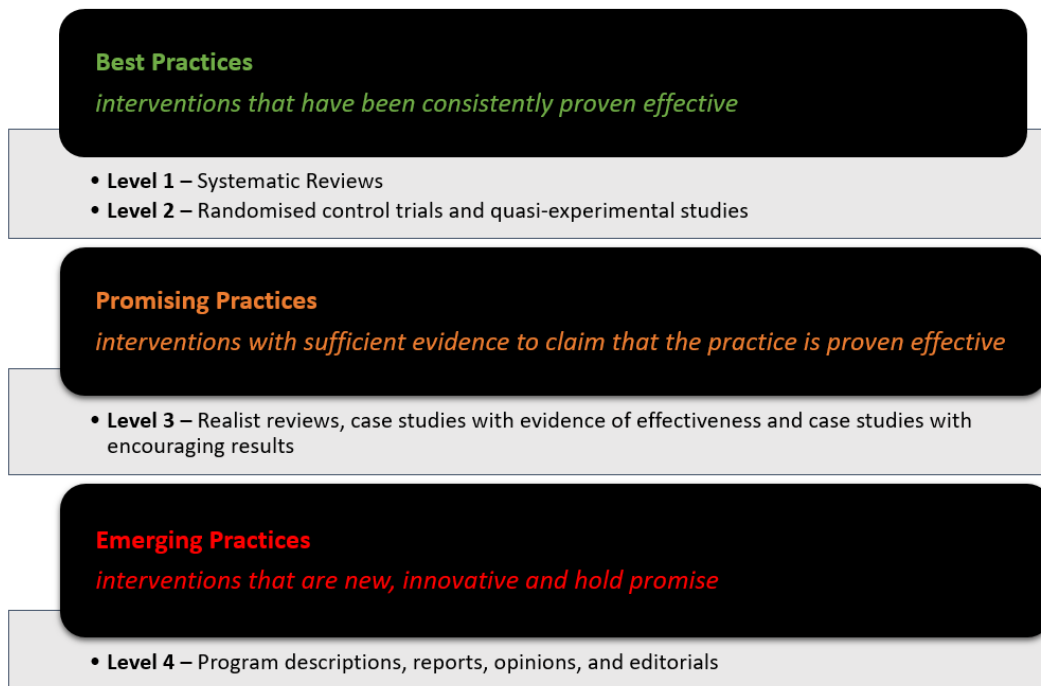 Best Practices
interventions that have been consistently proven effective
• Level 1 – Systematic Reviews
• Level 2 – Randomised control trials and quasi-experimental studies
Promising Practices
interventions with sufficient evidence to claim that the practice is proven effective
• Level 3 – Realist reviews, case studies with evidence of effectiveness and case studies with
encouraging results
Emerging Practices
interventions that are new, innovative and hold promise
• Level 4 – Program descriptions, reports, opinions, and editorials